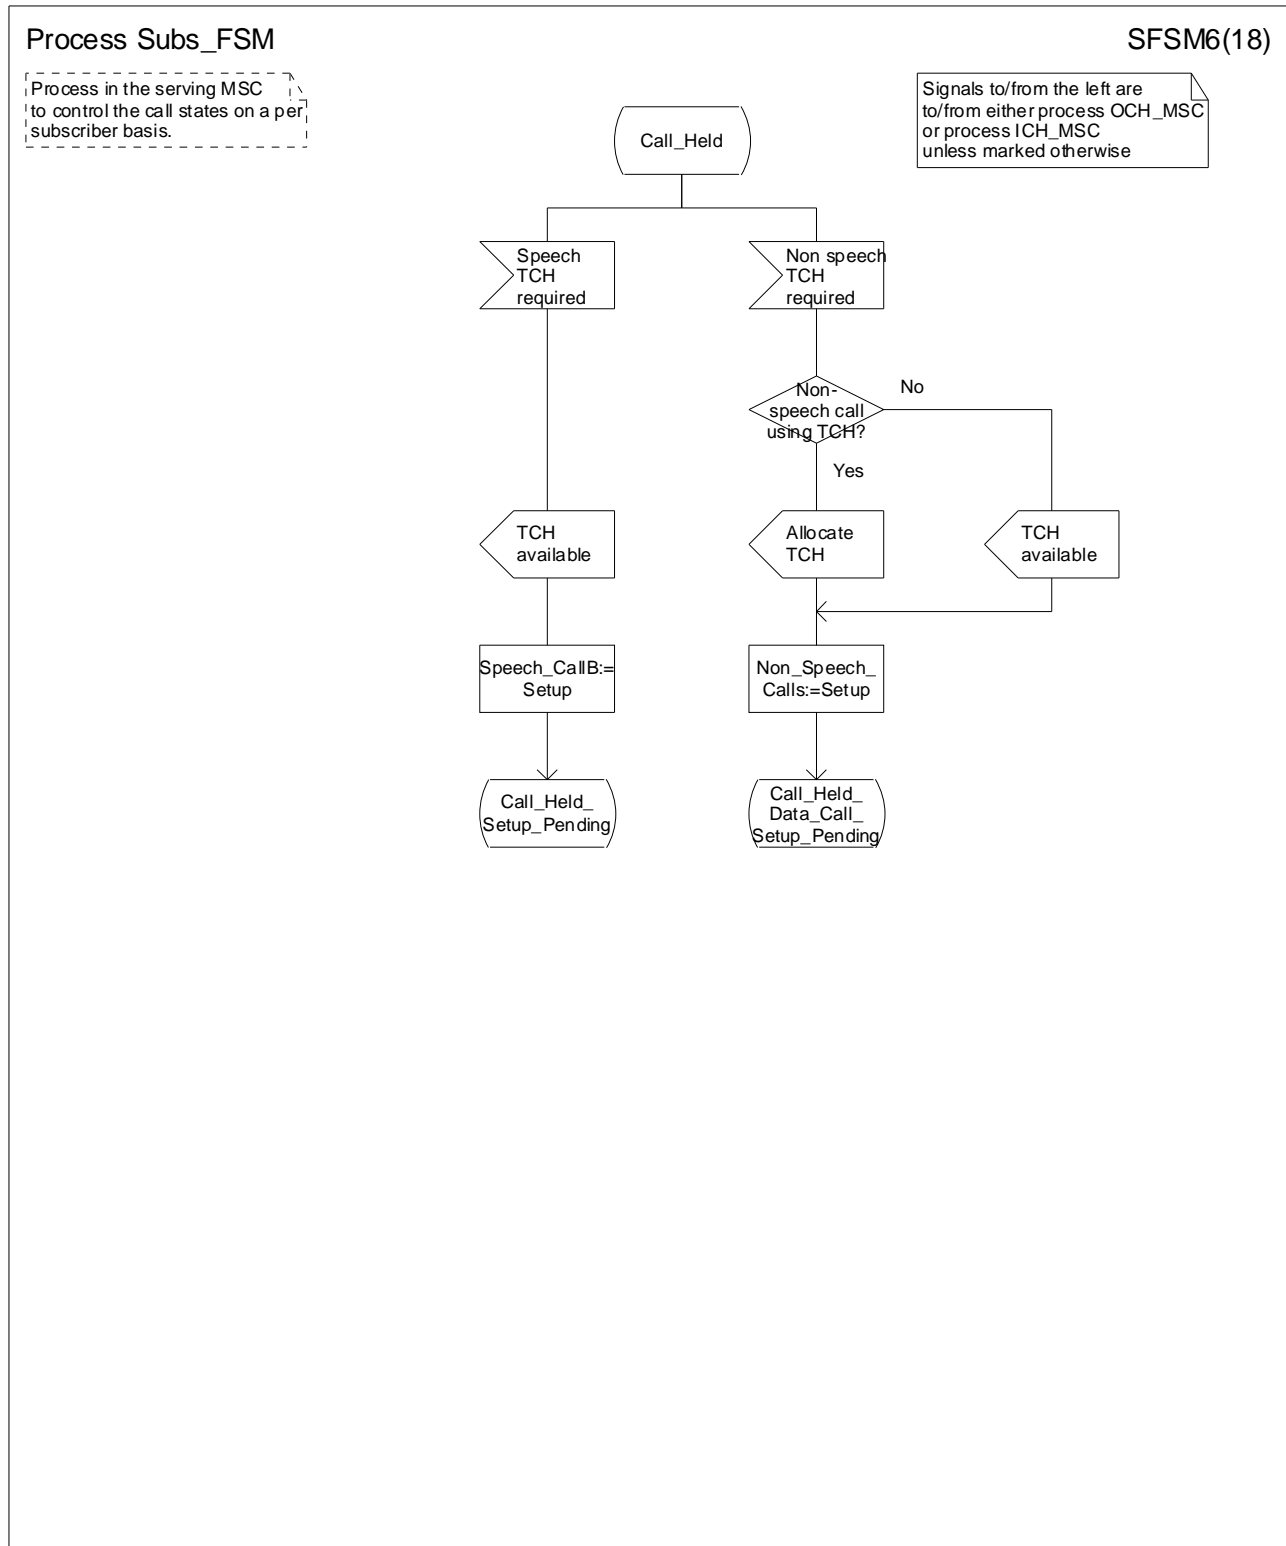 Process Subs_FSM
SFSM6(18)
Process in the serving MSC
to control the call states on a per
subscriber basis.
Signals to/from the left are
to/from either process OCH_MSC
or process ICH_MSC
unless marked otherwise
Call_Held
Speech
TCH
required
Non speech
TCH
required
Non-
speech call
using TCH?
No
Yes
TCH
available
Allocate
TCH
TCH
available
Speech_CallB:=
Setup
Non_Speech_
Calls:=Setup
Call_Held_
Setup_Pending
Call_Held_
Data_Call_
Setup_Pending